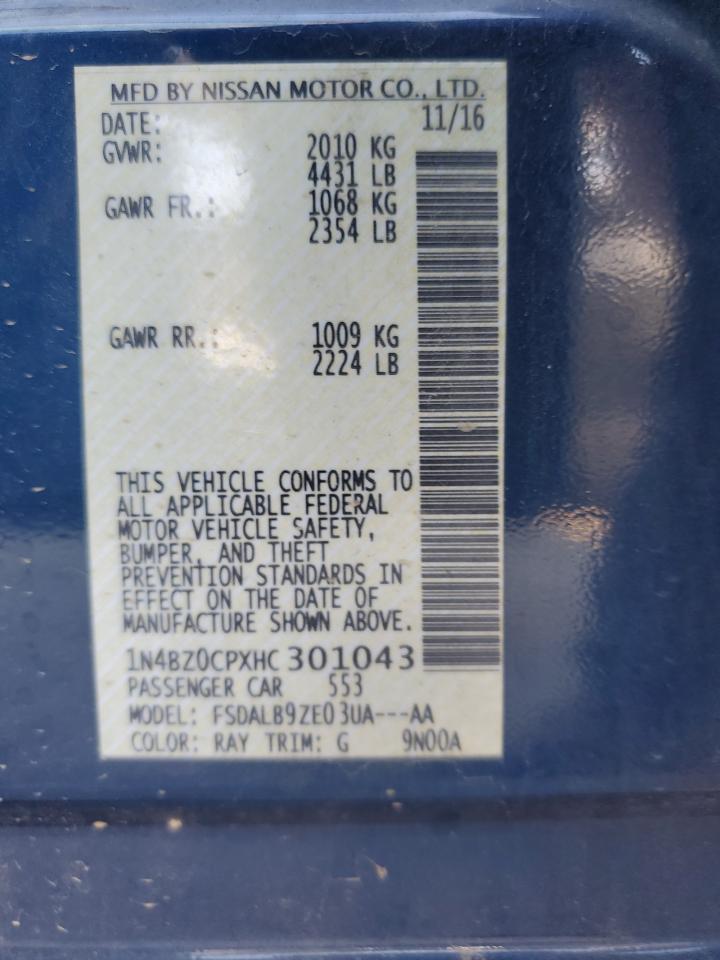 MFD BY NISSAN MOTOR CO., LTD.
DATE: 11/16
GVWR: 2010 KG
4431 LB
GAWR FR.: 1068 KG
2354 LB
GAWR RR.: 1009 KG
2224 LB
THIS VEHICLE CONFORMS TO
ALL APPLICABLE FEDERAL
MOTOR VEHICLE SAFETY,
BUMPER, AND THEFT
PREVENTION STANDARDS IN
EFFECT ON THE DATE OF
MANUFACTURE SHOWN ABOVE.
1N4BZ0CPXHC 301043
PASSENGER CAR 553
MODEL: FSDALB9ZE03UA---AA
COLOR: RAY TRIM: G 9N00A